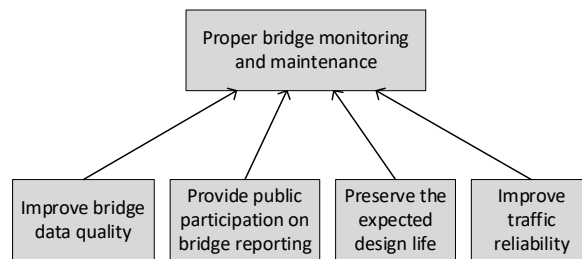 Proper bridge monitoring
and maintenance
Improve bridge
data quality
Provide public
participation on
bridge reporting
Preserve the
expected
design life
Improve
traffic
reliability